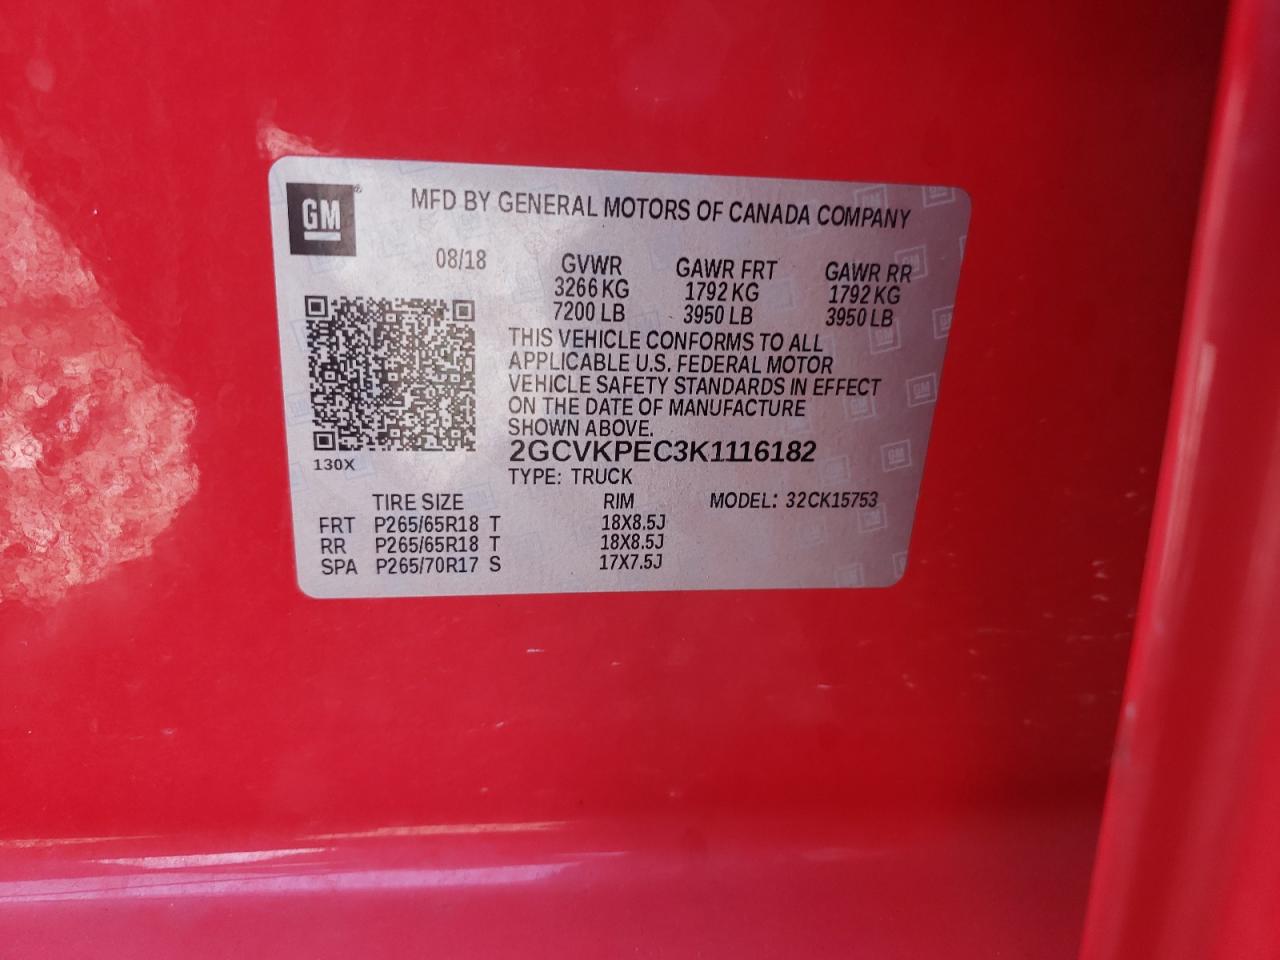 GM
MFD BY GENERAL MOTORS OF CANADA COMPANY
08/18 GVWR GAWR FRT GAWR RR
3266 KG 1792 KG 1792 KG
7200 LB 3950 LB 3950 LB
THIS VEHICLE CONFORMS TO ALL
APPLICABLE U.S. FEDERAL MOTOR
VEHICLE SAFETY STANDARDS IN EFFECT
ON THE DATE OF MANUFACTURE
SHOWN ABOVE.
2GCVKPEC3K1116182
130X
TYPE: TRUCK
TIRE SIZE RIM MODEL: 32CK15753
FRT P265/65R18 T 18X8.5J
RR P265/65R18 T 18X8.5J
SPA P265/70R17 S 17X7.5J